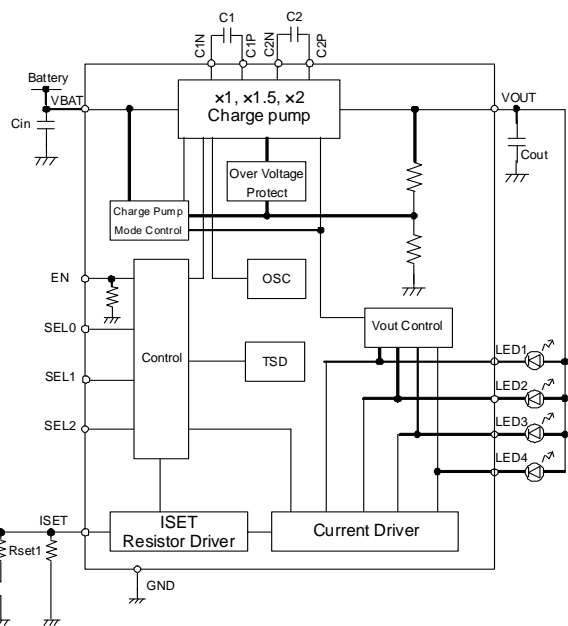 C1
C2
C1N
C1P
C2N
C2P
Battery
VBAT
×1, ×1.5, ×2
Charge pump
VOUT
Cin
Cout
Over Voltage
Protect
Charge Pump
Mode Control
EN
OSC
SEL0
Vout Control
Control
TSD
LED1
SEL1
LED2
SEL2
LED3
LED4
ISET
ISET
Resistor Driver
Current Driver
Rset1
GND